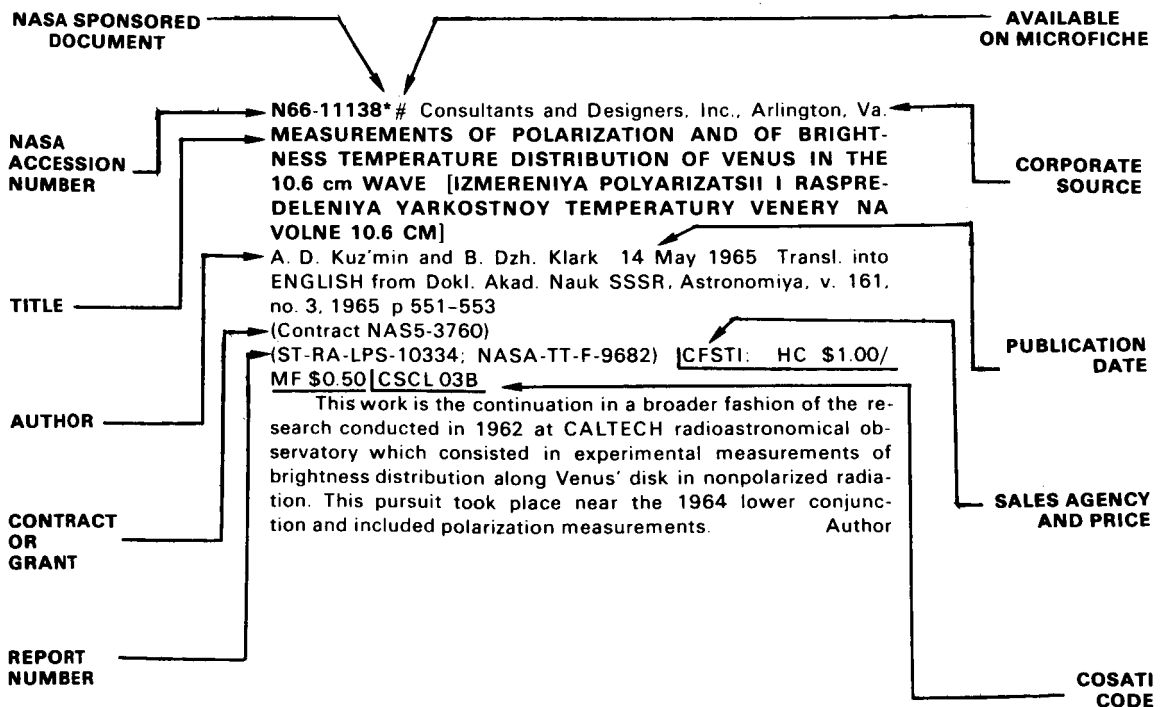 NASA SPONSORED
DOCUMENT
AVAILABLE
ON MICROFICHE
N66-11138*# Consultants and Designers, Inc., Arlington, Va.
MEASUREMENTS OF POLARIZATION AND OF BRIGHT-
NESS TEMPERATURE DISTRIBUTION OF VENUS IN THE
10.6 cm WAVE [IZMERENIYA POLYARIZATSII I RASPRE-
DELENIYA YARKOSTNOY TEMPERATURY VENERY NA
VOLNE 10.6 CM]
A. D. Kuz'min and B. Dzh. Klark 14 May 1965 Transl. into
ENGLISH from Dokl. Akad. Nauk SSSR, Astronomiya, v. 161,
no. 3, 1965 p 551-553
(Contract NAS5-3760)
(ST-RA-LPS-10334; NASA-TT-F-9682) CFSTI: HC $1.00/
MF $0.50 CSCL 03B
This work is the continuation in a broader fashion of the re-
search conducted in 1962 at CALTECH radioastronomical ob-
servatory which consisted in experimental measurements of
brightness distribution along Venus' disk in nonpolarized radia-
tion. This pursuit took place near the 1964 lower conjunc-
tion and included polarization measurements. Author
NASA
ACCESSION
NUMBER
TITLE
AUTHOR
CONTRACT
OR
GRANT
REPORT
NUMBER
CORPORATE
SOURCE
PUBLICATION
DATE
SALES AGENCY
AND PRICE
COSATI
CODE